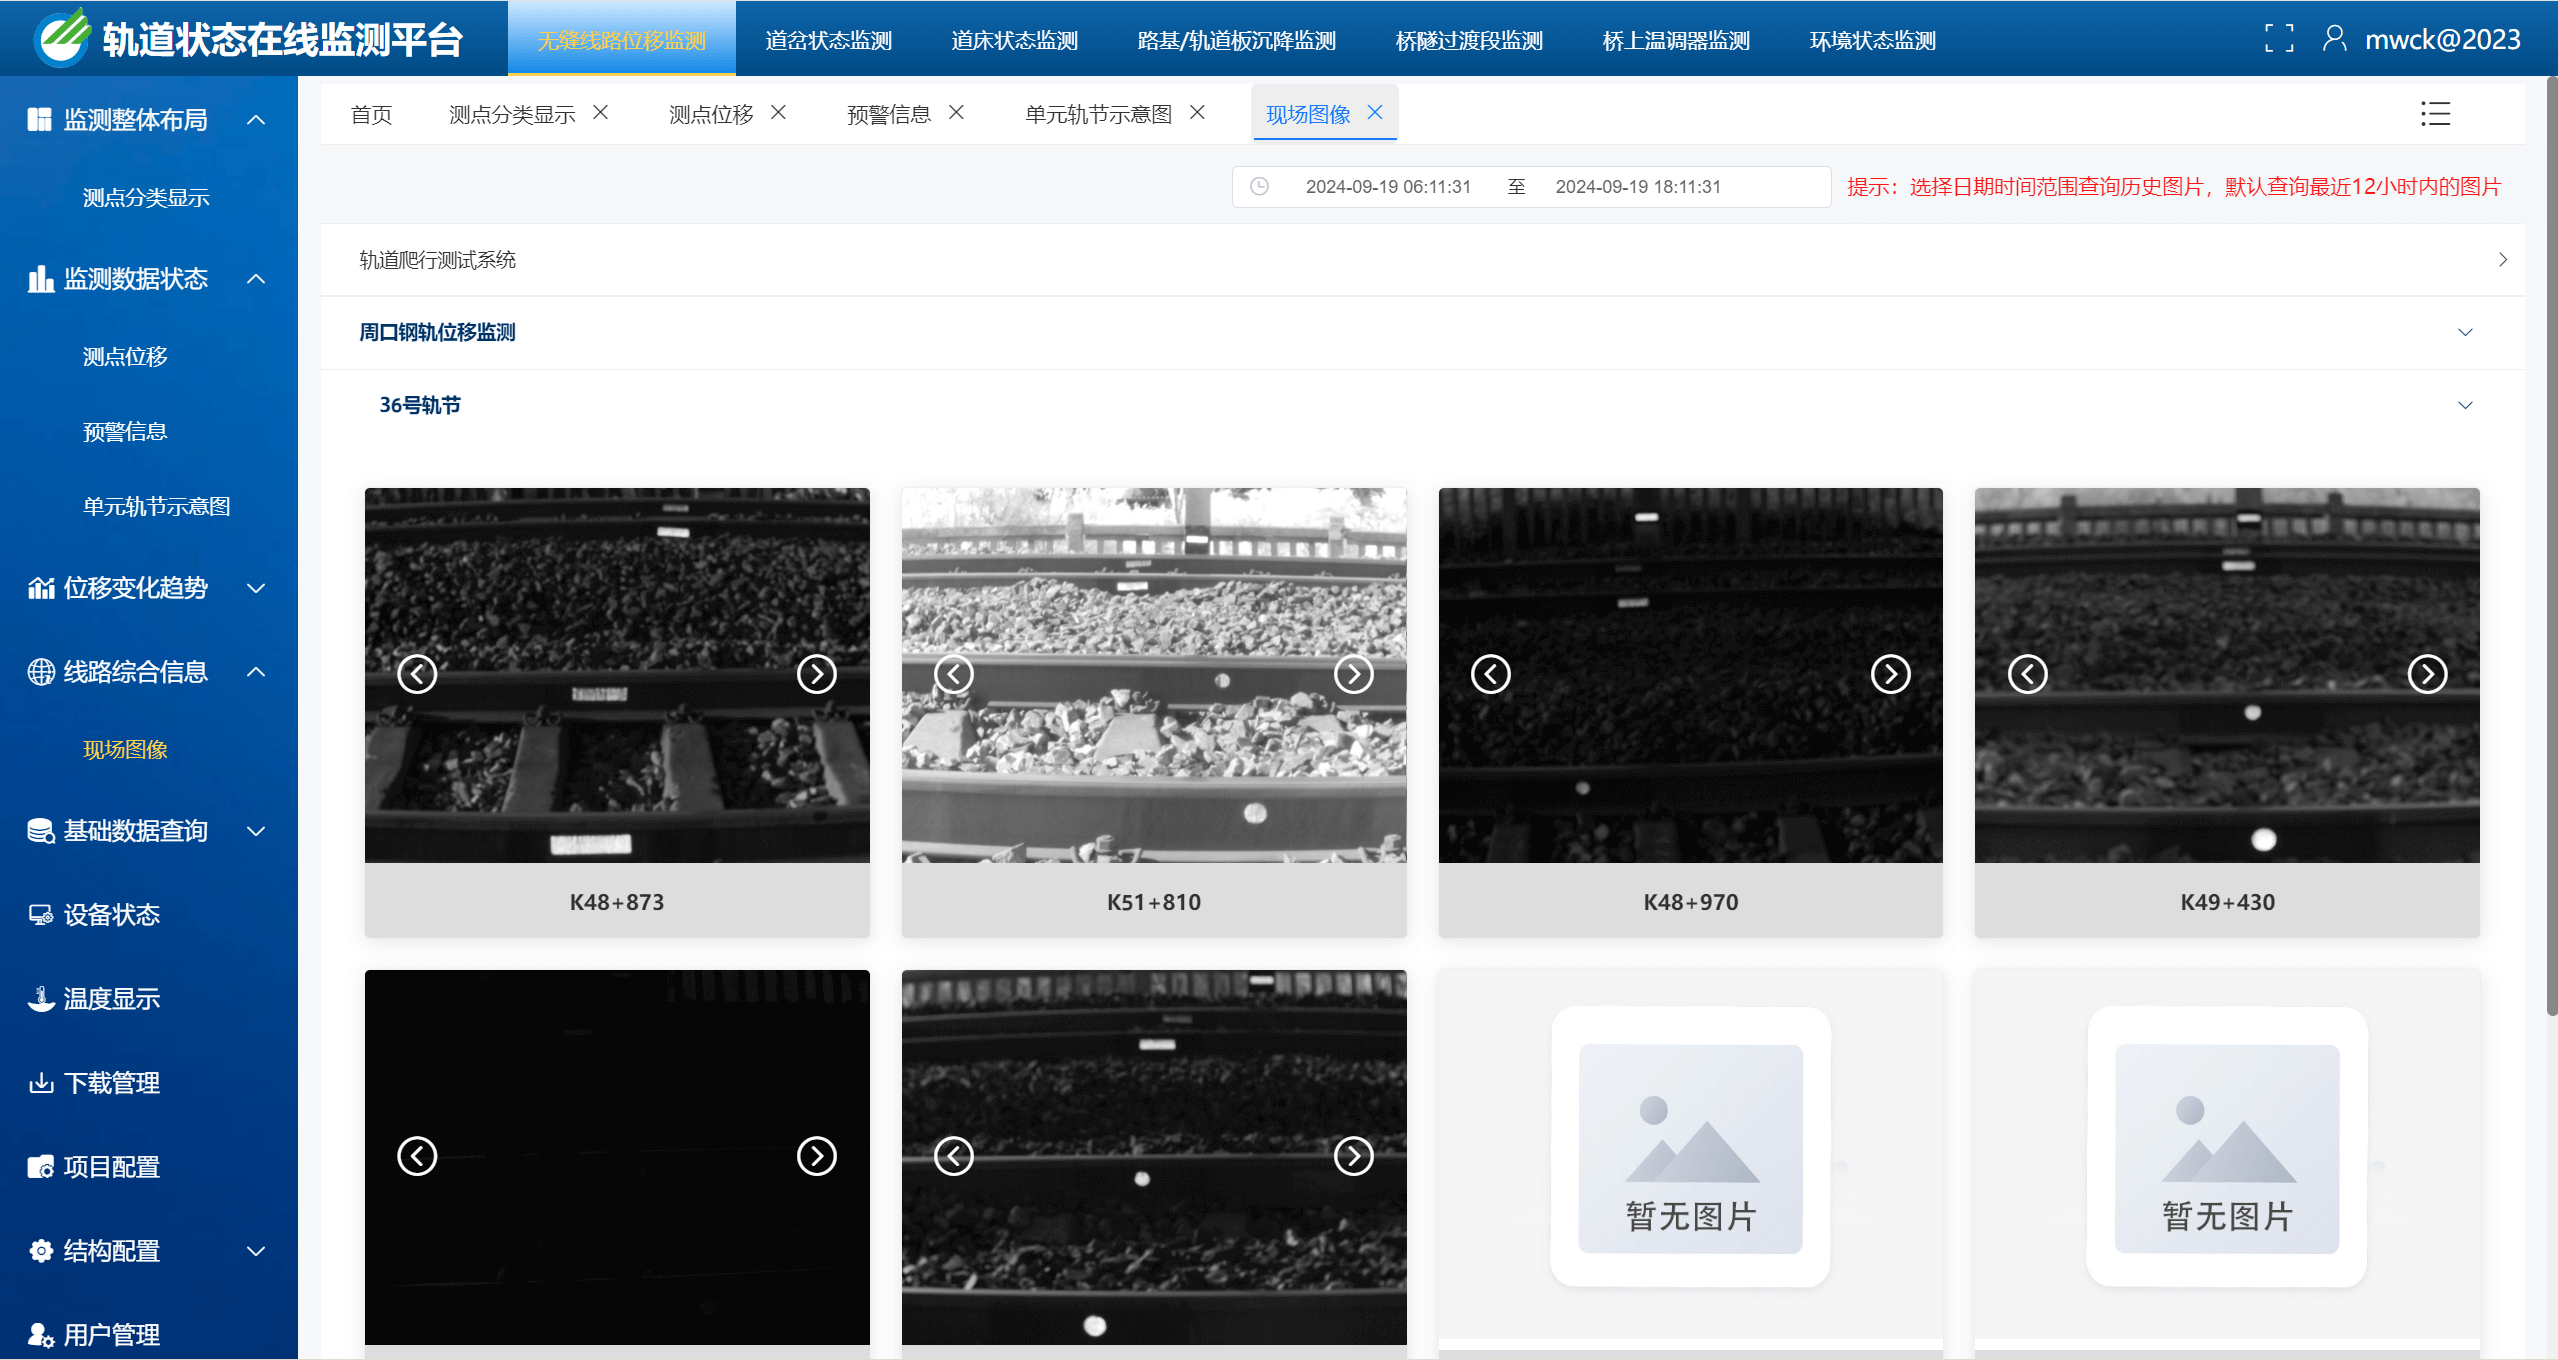 轨道状态在线监测平台
无缝线路位移监测 道岔状态监测 道床状态监测 路基/轨道板沉降监测 桥隧过渡段监测 桥上温调器监测 环境状态监测 mwck@2023
监测整体布局
测点分类显示
监测数据状态
测点位移
预警信息
单元轨节示意图
位移变化趋势
线路综合信息
现场图像
基础数据查询
设备状态
温度显示
下载管理
项目配置
结构配置
用户管理
首页 测点分类显示 测点位移 预警信息 单元轨节示意图 现场图像
2024-09-19 06:11:31 至 2024-09-19 18:11:31 提示：选择日期时间范围查询历史图片，默认查询最近12小时内的图片
轨道爬行测试系统
周口钢轨位移监测
36号轨节
K48+873 K51+810 K48+970 K49+430
暂无图片 暂无图片